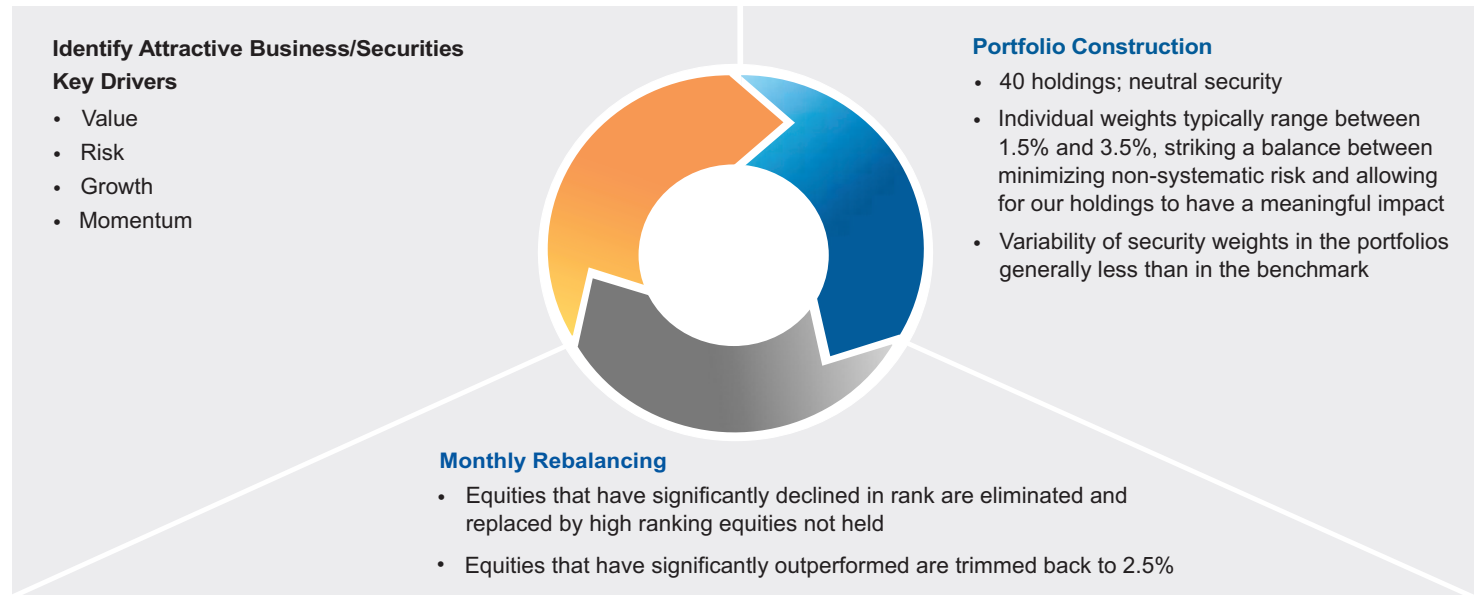 Identify Attractive Business/Securities
Key Drivers
• Value
• Risk
• Growth
• Momentum
Portfolio Construction
• 40 holdings; neutral security
• Individual weights typically range between
1.5% and 3.5%, striking a balance between
minimizing non-systematic risk and allowing
for our holdings to have a meaningful impact
• Variability of security weights in the portfolios
generally less than in the benchmark
Monthly Rebalancing
• Equities that have significantly declined in rank are eliminated and
replaced by high ranking equities not held
• Equities that have significantly outperformed are trimmed back to 2.5%